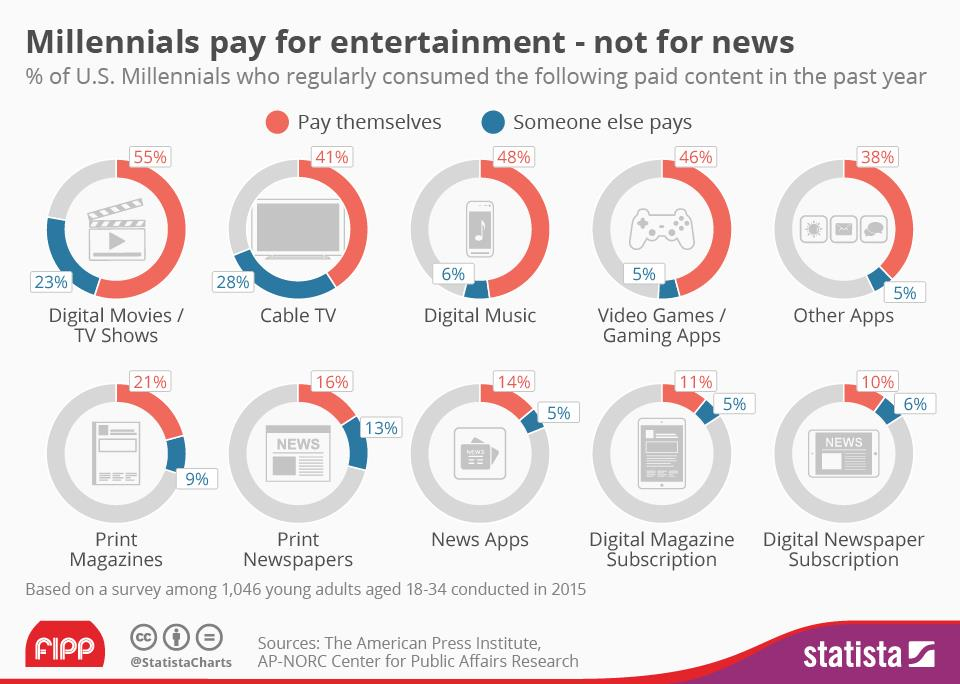 Millennials pay for entertainment - not for news
% of U.S. Millennials who regularly consumed the following paid content in the past year
Pay themselves
Someone else pays
55%
23%
Digital Movies /
TV Shows
41%
28%
Cable TV
48%
6%
Digital Music
46%
5%
Video Games /
Gaming Apps
38%
5%
Other Apps
21%
9%
Print
Magazines
16%
13%
NEWS
Print
Newspapers
14%
5%
NEWS
News Apps
11%
5%
Digital Magazine
Subscription
10%
6%
NEWS
Digital Newspaper
Subscription
Based on a survey among 1,046 young adults aged 18-34 conducted in 2015
FIPP
cc
@StatistaCharts
Sources: The American Press Institute,
AP-NORC Center for Public Affairs Research
statista